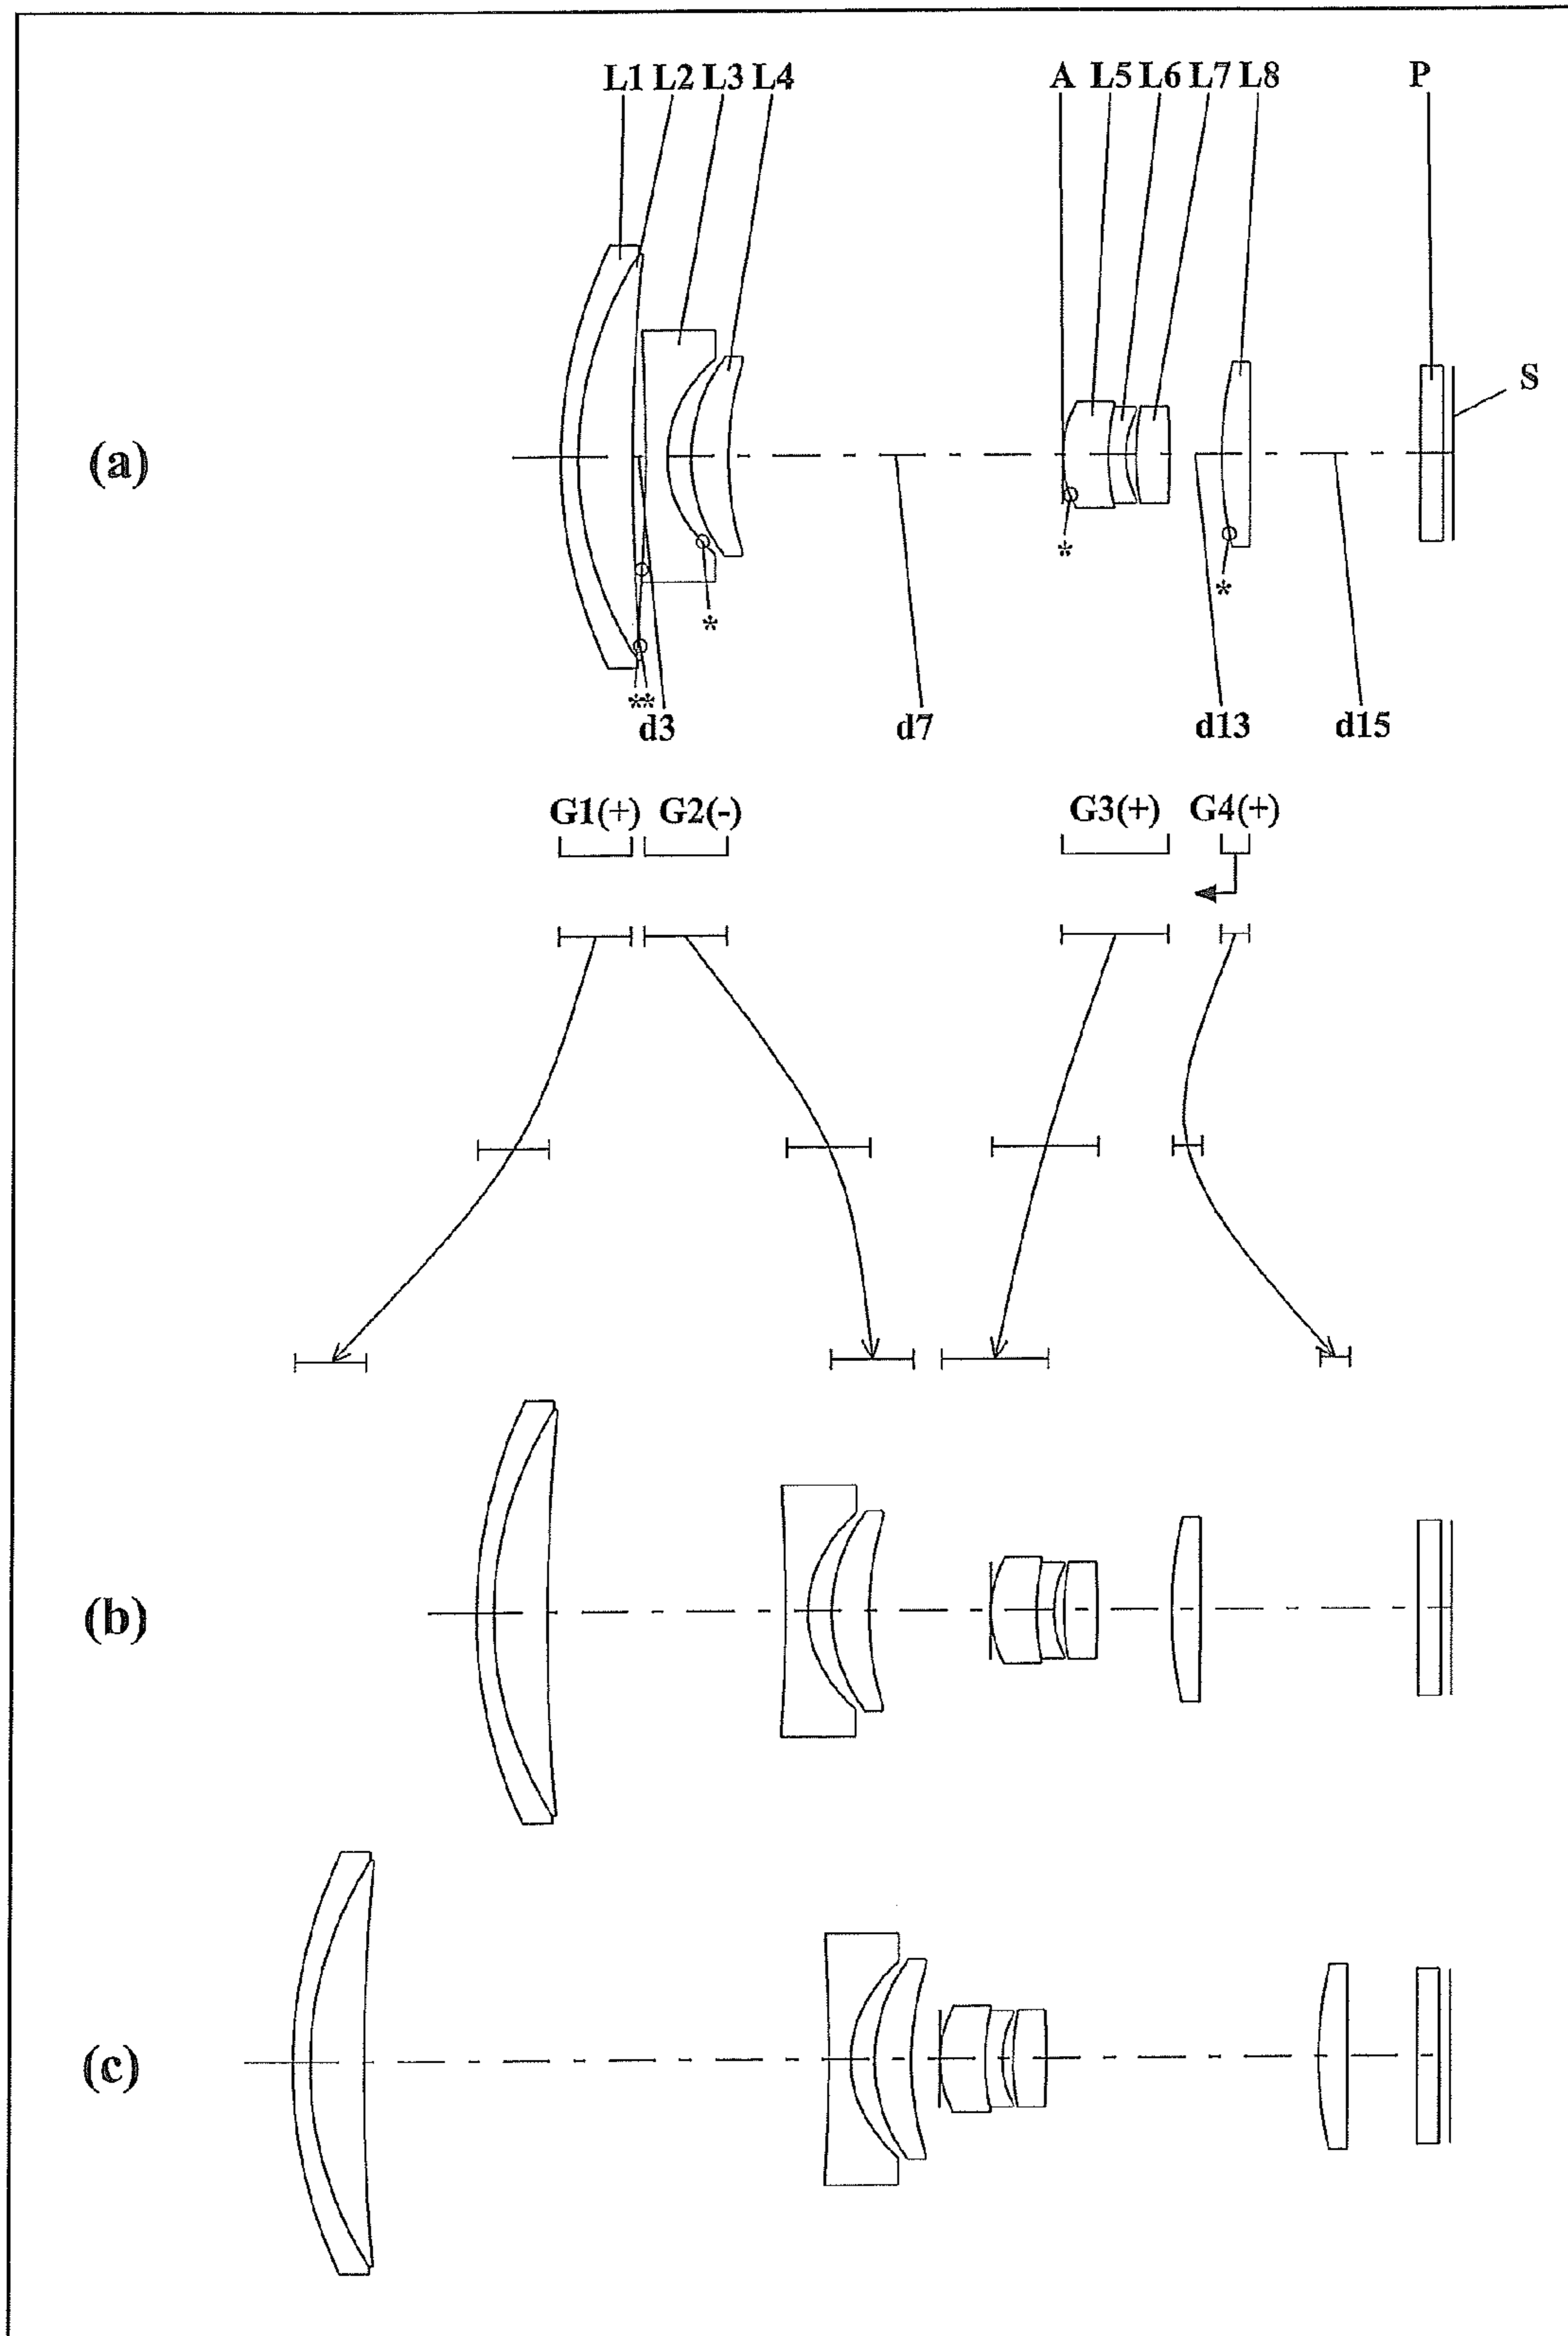 L1 L2 L3 L4 A L5 L6 L7 L8 P
S
(a)
*
*
*
**
d3 d7 d13 d15
G1(+) G2(-) G3(+) G4(+)
(b)
(c)